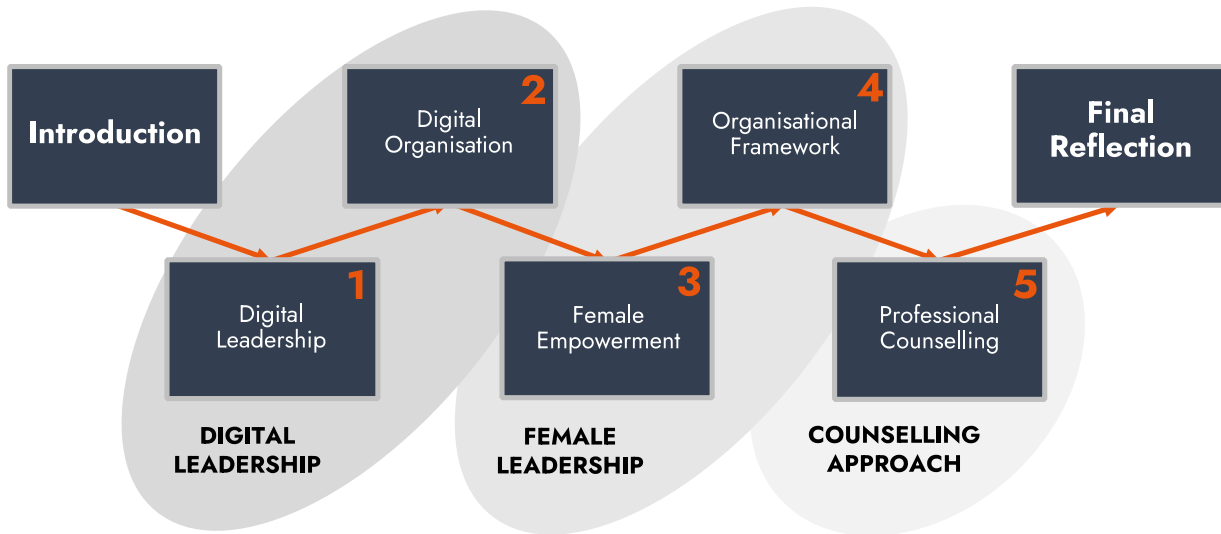 Introduction
1
Digital
Leadership
2
Digital
Organisation
3
Female
Empowerment
4
Organisational
Framework
5
Professional
Counselling
Final
Reflection
DIGITAL
LEADERSHIP
FEMALE
LEADERSHIP
COUNSELLING
APPROACH